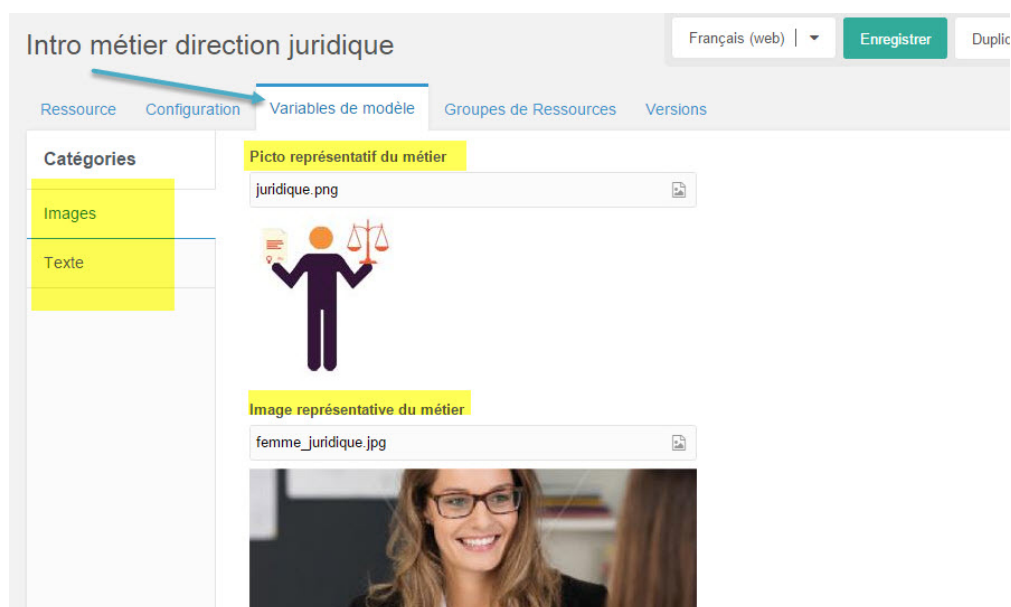 Intro métier direction juridique
Français (web)
Enregistrer
Duplic
Ressource
Configuration
Variables de modèle
Groupes de Ressources
Versions
Catégories
Images
Texte
Picto représentatif du métier
juridique.png
Image représentative du métier
femme_juridique.jpg